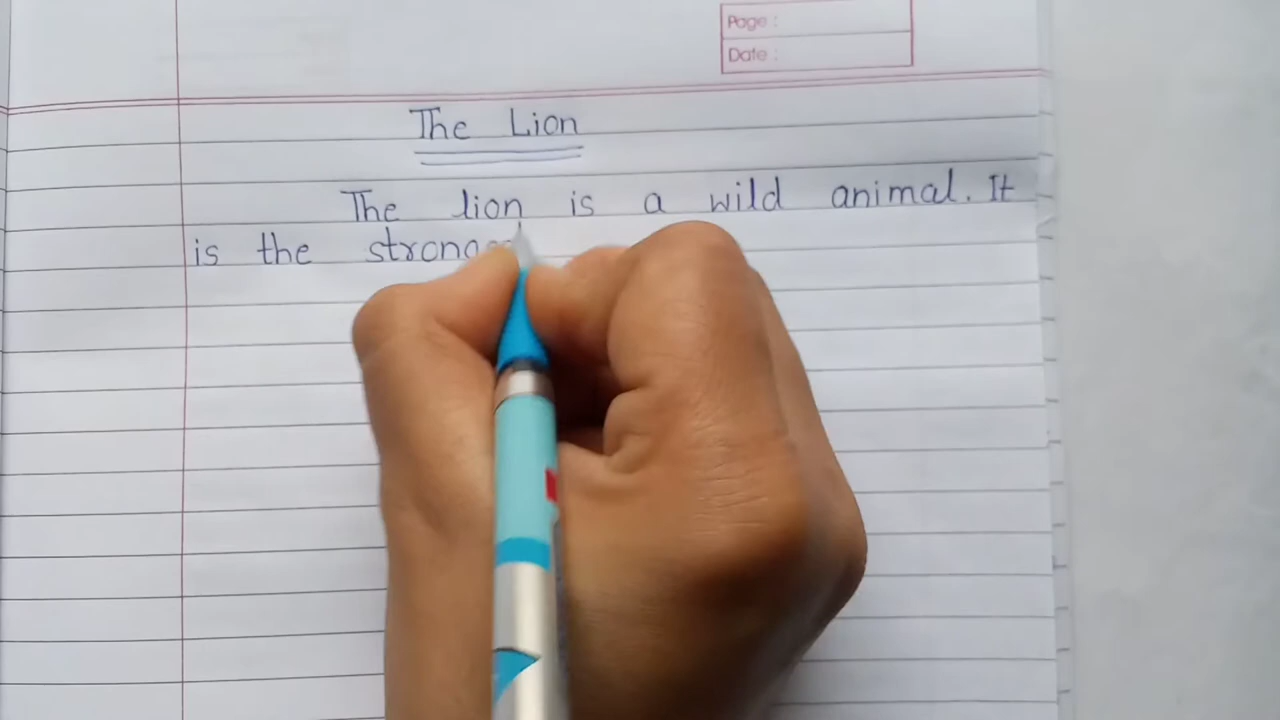 Page :
Date :
The Lion
The lion is a wild animal. It
is the